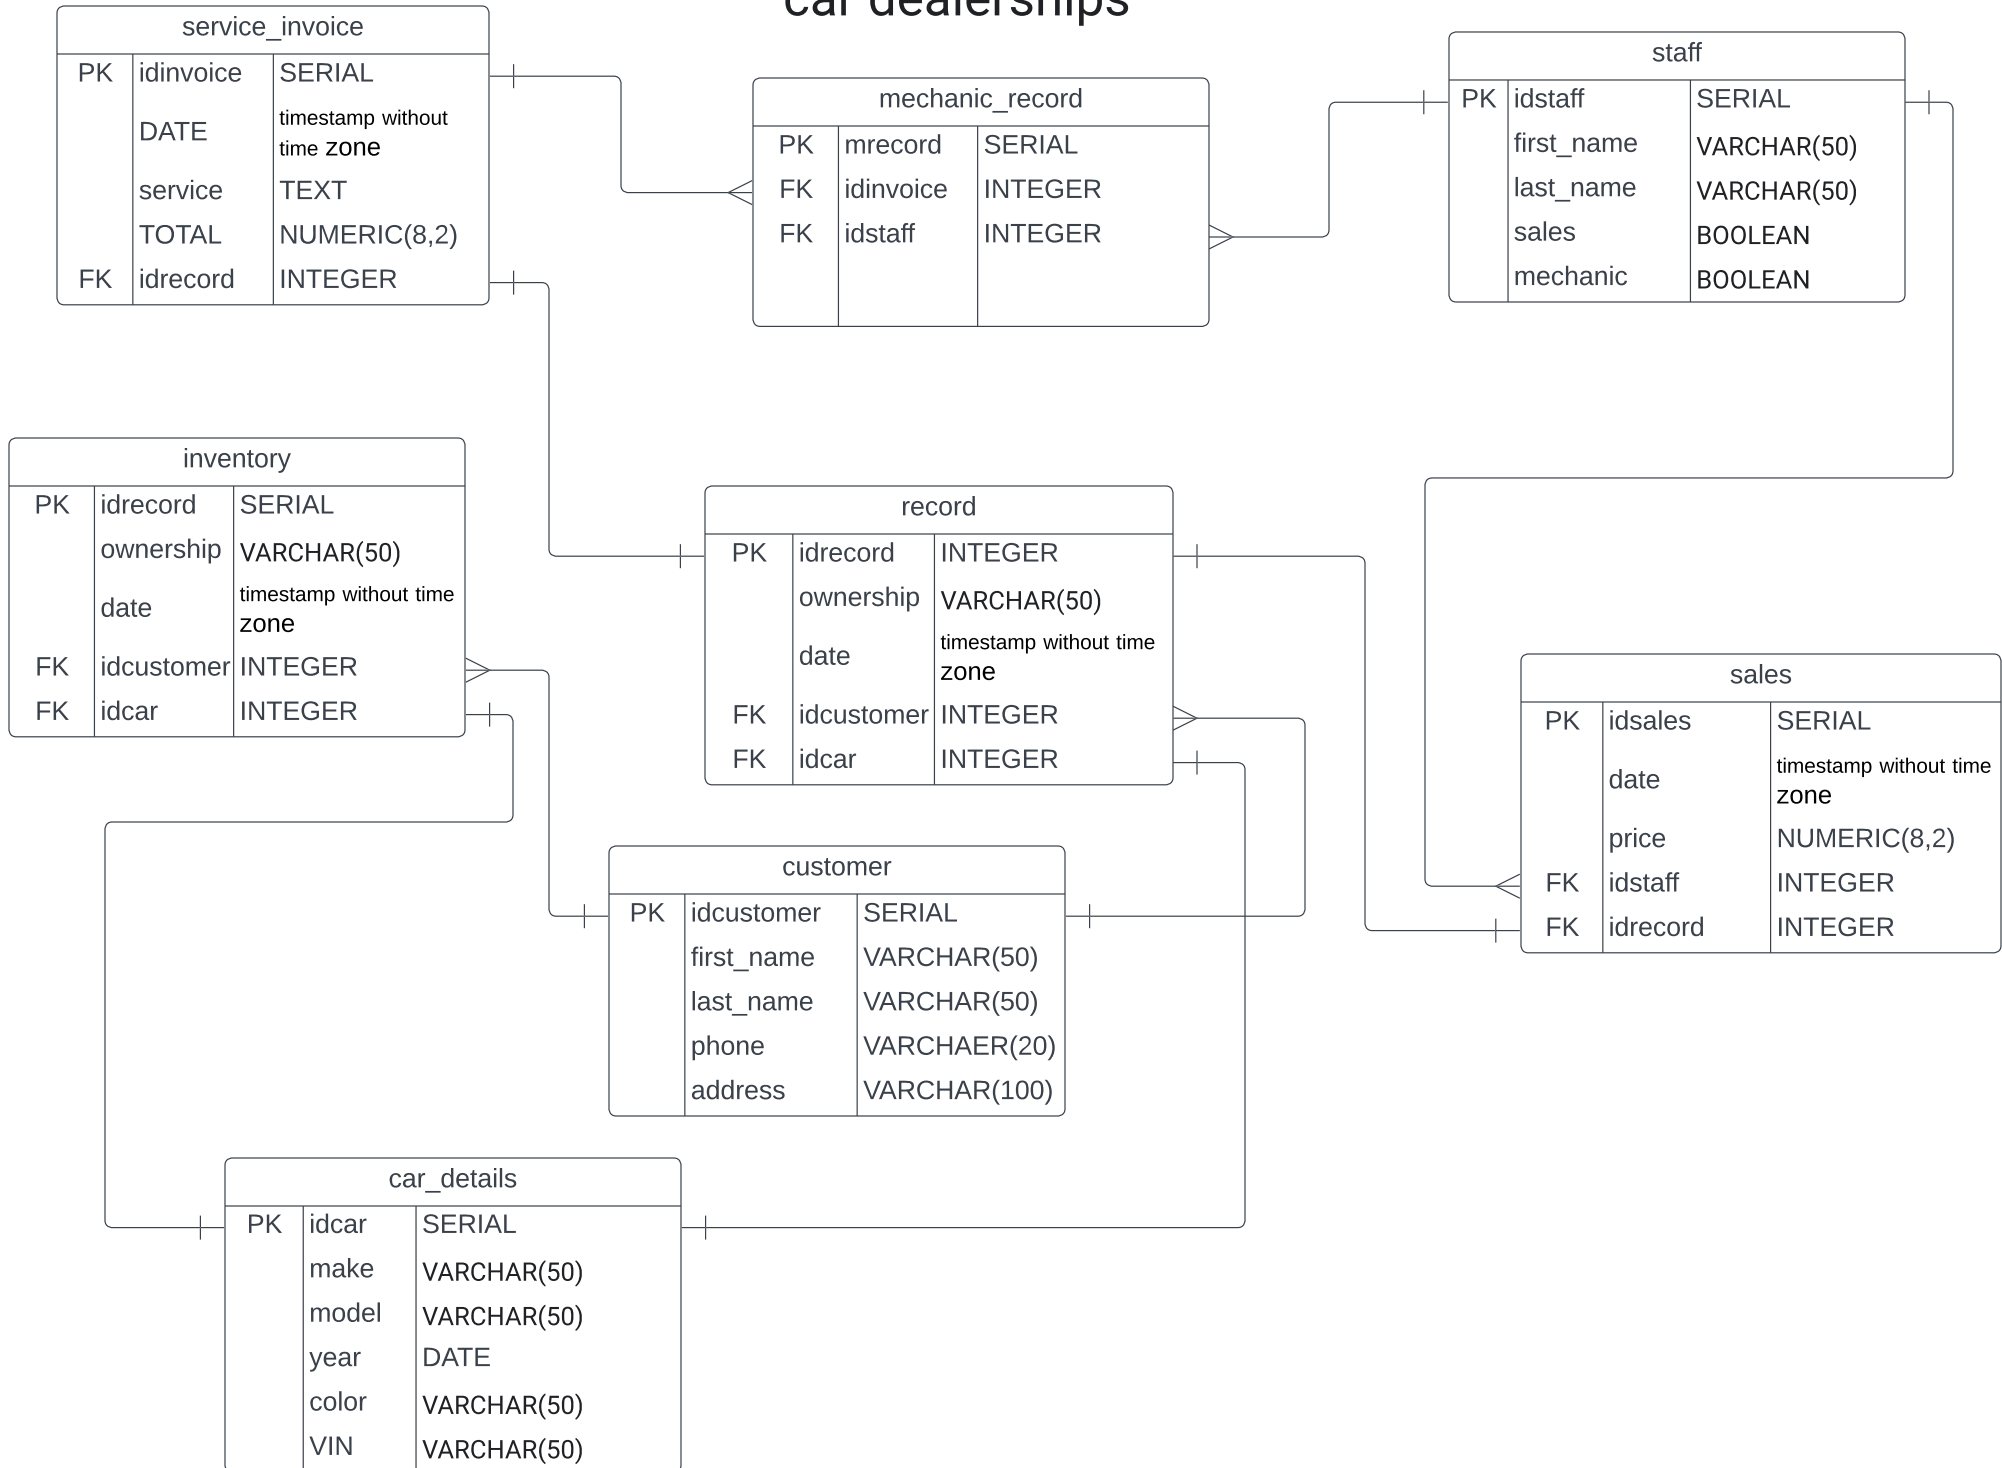 car dealerships
service_invoice
PK idinvoice SERIAL
DATE timestamp without
time zone
service TEXT
TOTAL NUMERIC(8,2)
FK idrecord INTEGER
mechanic_record
PK mrecord SERIAL
FK idinvoice INTEGER
FK idstaff INTEGER
staff
PK idstaff SERIAL
first_name VARCHAR(50)
last_name VARCHAR(50)
sales BOOLEAN
mechanic BOOLEAN
inventory
PK idrecord SERIAL
ownership VARCHAR(50)
date timestamp without time
zone
FK idcustomer INTEGER
FK idcar INTEGER
record
PK idrecord INTEGER
ownership VARCHAR(50)
date timestamp without time
zone
FK idcustomer INTEGER
FK idcar INTEGER
sales
PK idsales SERIAL
date timestamp without time
zone
price NUMERIC(8,2)
FK idstaff INTEGER
FK idrecord INTEGER
customer
PK idcustomer SERIAL
first_name VARCHAR(50)
last_name VARCHAR(50)
phone VARCHAER(20)
address VARCHAR(100)
car_details
PK idcar SERIAL
make VARCHAR(50)
model VARCHAR(50)
year DATE
color VARCHAR(50)
VIN VARCHAR(50)